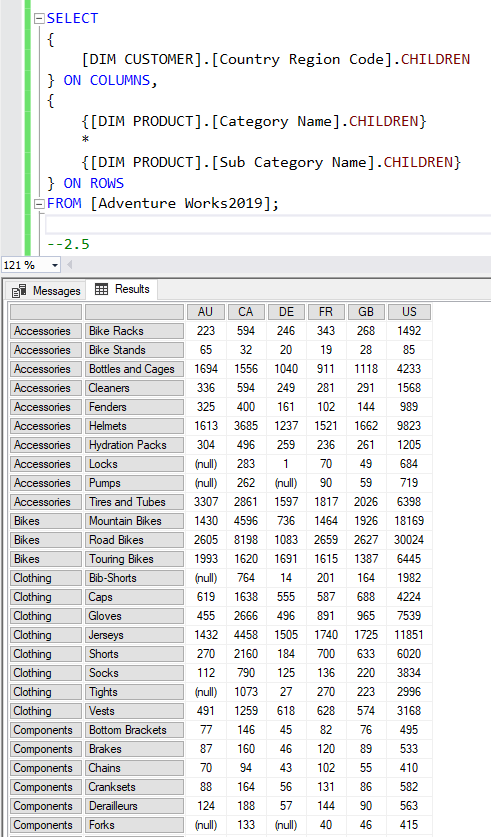 SELECT
{
[DIM CUSTOMER].[Country Region Code].CHILDREN
} ON COLUMNS,
{
{[DIM PRODUCT].[Category Name].CHILDREN}
*
{[DIM PRODUCT].[Sub Category Name].CHILDREN}
} ON ROWS
FROM [Adventure Works2019];
--2.5
121 %
Messages Results
AU CA DE FR GB US
Accessories Bike Racks 223 594 246 343 268 1492
Accessories Bike Stands 65 32 20 19 28 85
Accessories Bottles and Cages 1694 1556 1040 911 1118 4233
Accessories Cleaners 336 594 249 281 291 1568
Accessories Fenders 325 400 161 102 144 989
Accessories Helmets 1613 3685 1237 1521 1662 9823
Accessories Hydration Packs 304 496 259 236 261 1205
Accessories Locks (null) 283 1 70 49 684
Accessories Pumps (null) 262 (null) 90 59 719
Accessories Tires and Tubes 3307 2861 1597 1817 2026 6398
Bikes Mountain Bikes 1430 4596 736 1464 1926 18169
Bikes Road Bikes 2605 8198 1083 2659 2627 30024
Bikes Touring Bikes 1993 1620 1691 1615 1387 6445
Clothing Bib-Shorts (null) 764 14 201 164 1982
Clothing Caps 619 1638 555 587 688 4224
Clothing Gloves 455 2666 496 891 965 7539
Clothing Jerseys 1432 4458 1505 1740 1725 11851
Clothing Shorts 270 2160 184 700 633 6020
Clothing Socks 112 790 125 136 220 3834
Clothing Tights (null) 1073 27 270 223 2996
Clothing Vests 491 1259 618 628 574 3168
Components Bottom Brackets 77 146 45 82 76 495
Components Brakes 87 160 46 120 89 533
Components Chains 70 94 43 102 55 410
Components Cranksets 88 164 56 131 86 582
Components Derailleurs 124 188 57 144 90 563
Components Forks (null) 133 (null) 40 46 415